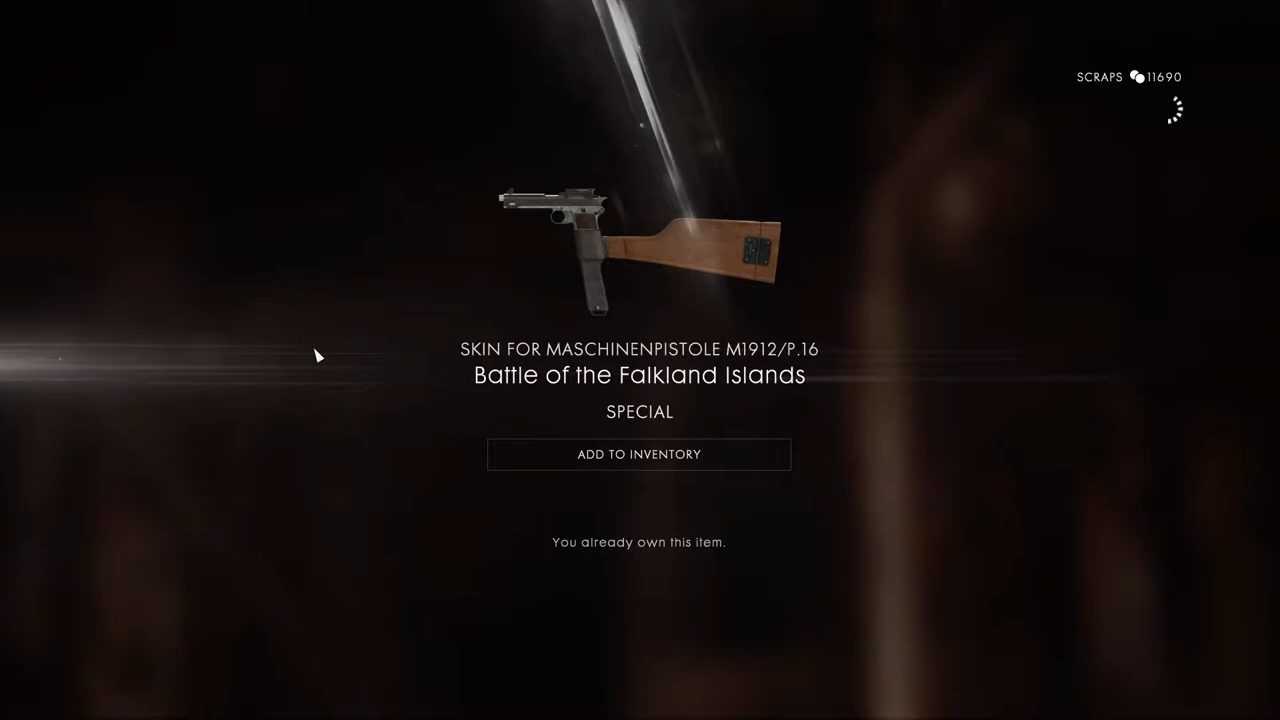 SCRAPS 11690
SKIN FOR MASCHINENPISTOLE M1912/P.16
Battle of the Falkland Islands
SPECIAL
ADD TO INVENTORY
You already own this item.